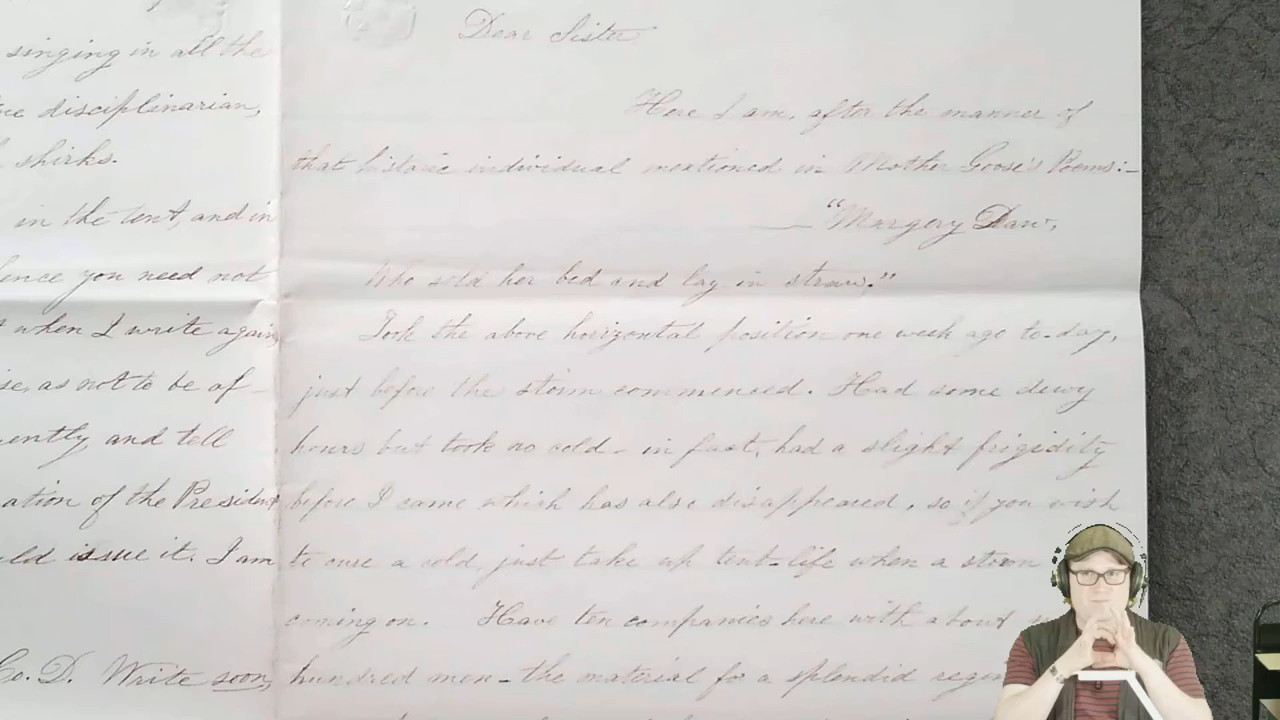 singing in all the
disciplinarian,
shirks.
in the tent, and in
you need not
when I write again,
as not to be af-
and tell
ation of the President
issue it. I am
Co. D. Write soon,
Dear Sister.
Here I am, after the manner of
that historic individual mentioned in Mother Goose's Poems:-
"Margery Daw,
Who sold her bed and lay in straw."
Took the above horizontal position one week ago to-day,
just before the storm commenced. Had some dewy
hours but took no cold - in fact, had a slight frigidity
before I came which has also disappeared, so if you wish
to cure a cold, just take up tent-life when a storm
coming on. Have ten companies here with about
hundred men - the material for a splendid